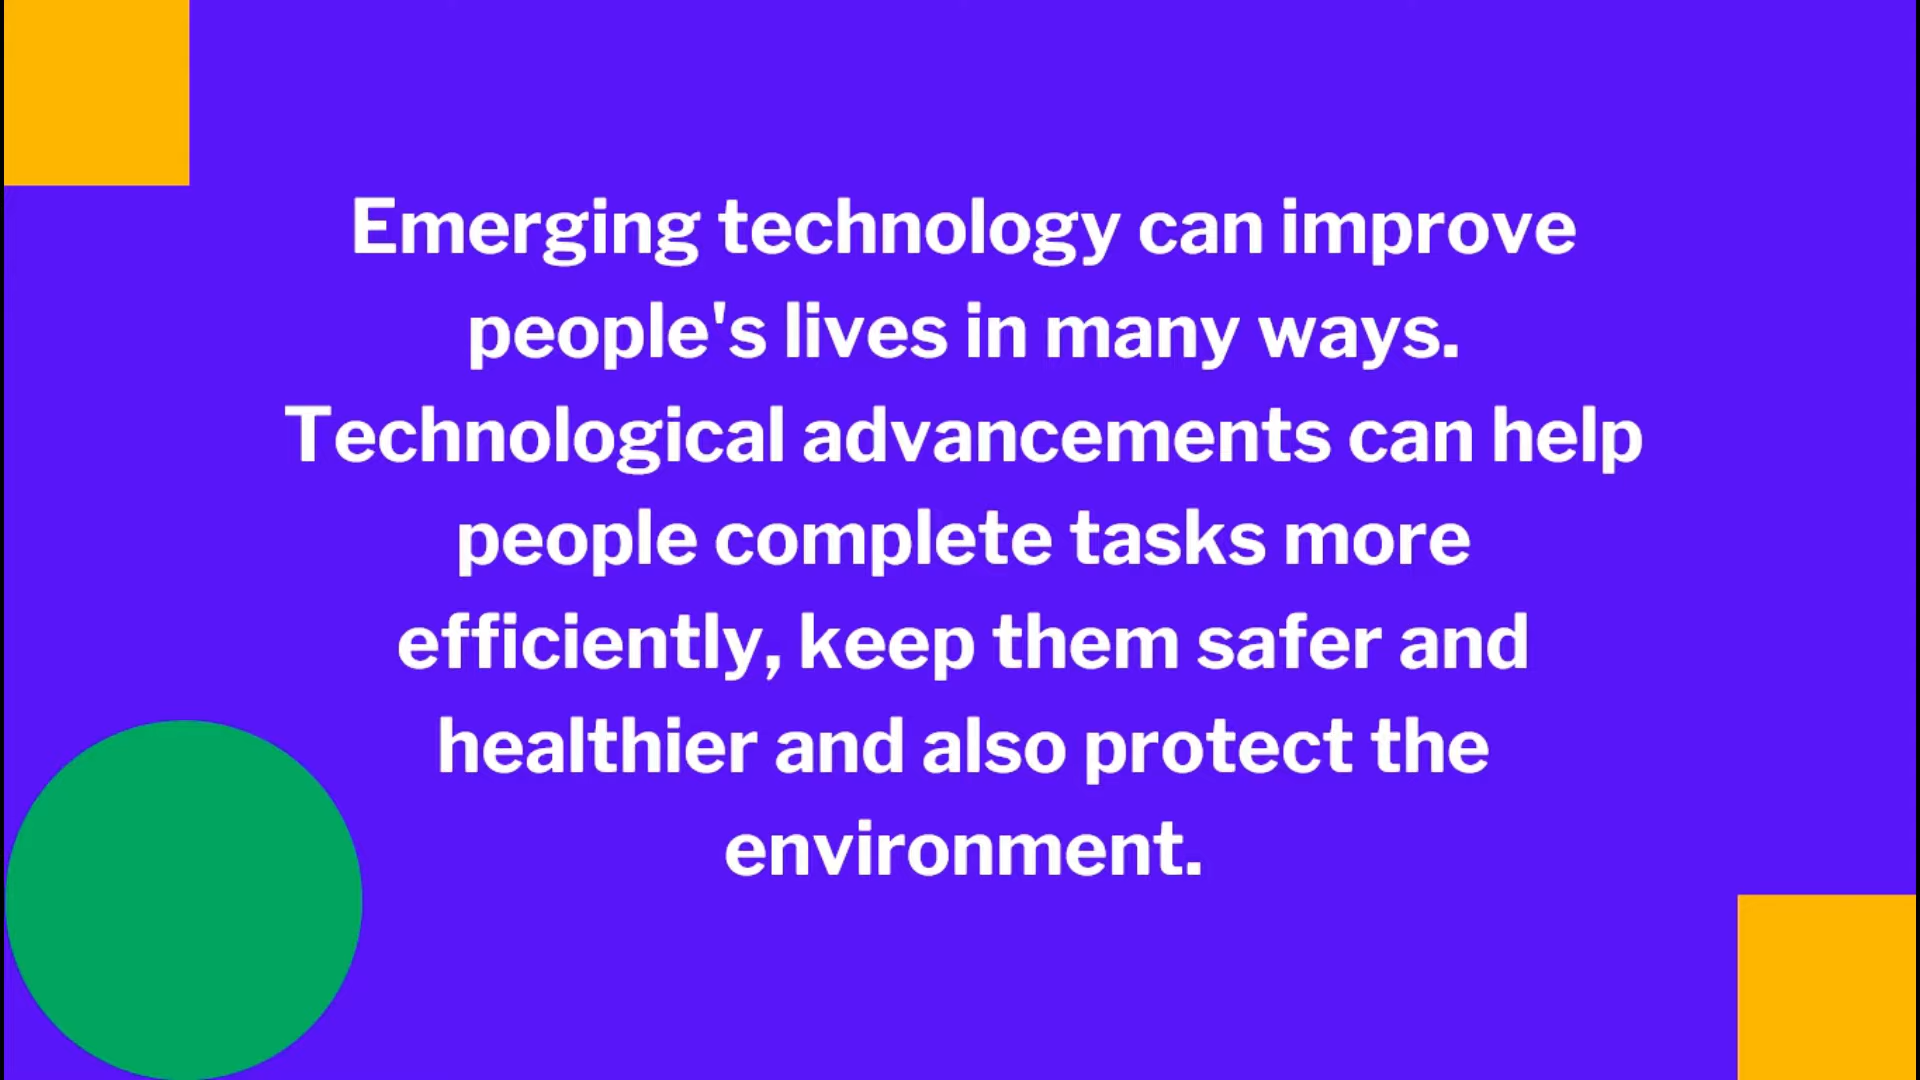 Emerging technology can improve
people's lives in many ways.
Technological advancements can help
people complete tasks more
efficiently, keep them safer and
healthier and also protect the
environment.